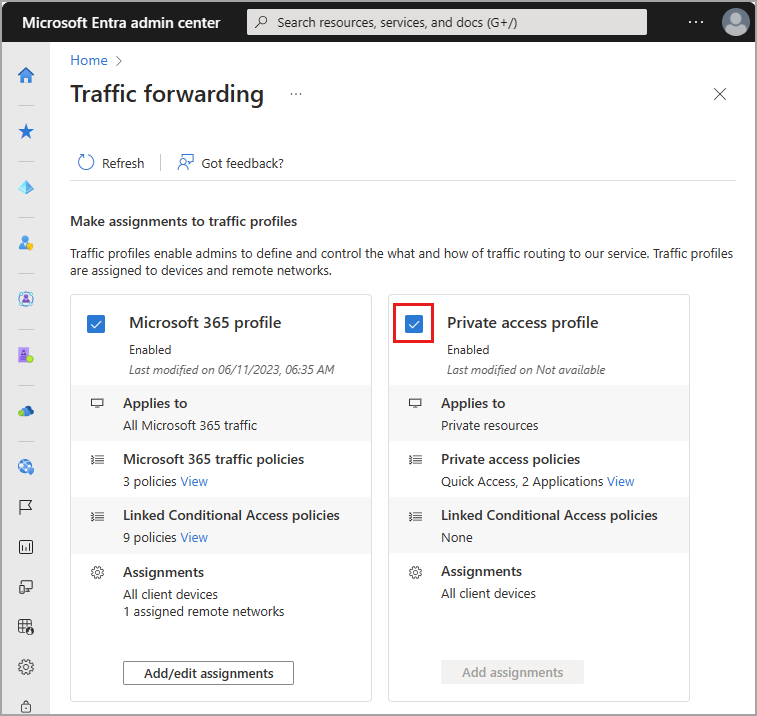 Microsoft Entra admin center
Search resources, services, and docs (G+/)
Home
Traffic forwarding
Refresh
Got feedback?
Make assignments to traffic profiles
Traffic profiles enable admins to define and control the what and how of traffic routing to our service. Traffic profiles
are assigned to devices and remote networks.
Microsoft 365 profile
Enabled
Last modified on 06/11/2023, 06:35 AM
Applies to
All Microsoft 365 traffic
Microsoft 365 traffic policies
3 policies View
Linked Conditional Access policies
9 policies View
Assignments
All client devices
1 assigned remote networks
Add/edit assignments
Private access profile
Enabled
Last modified on Not available
Applies to
Private resources
Private access policies
Quick Access, 2 Applications View
Linked Conditional Access policies
None
Assignments
All client devices
Add assignments